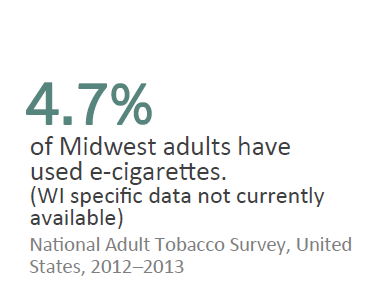 4.7%
of Midwest adults have
used e-cigarettes.
(WI specific data not currently
available)
National Adult Tobacco Survey, United
States, 2012–2013